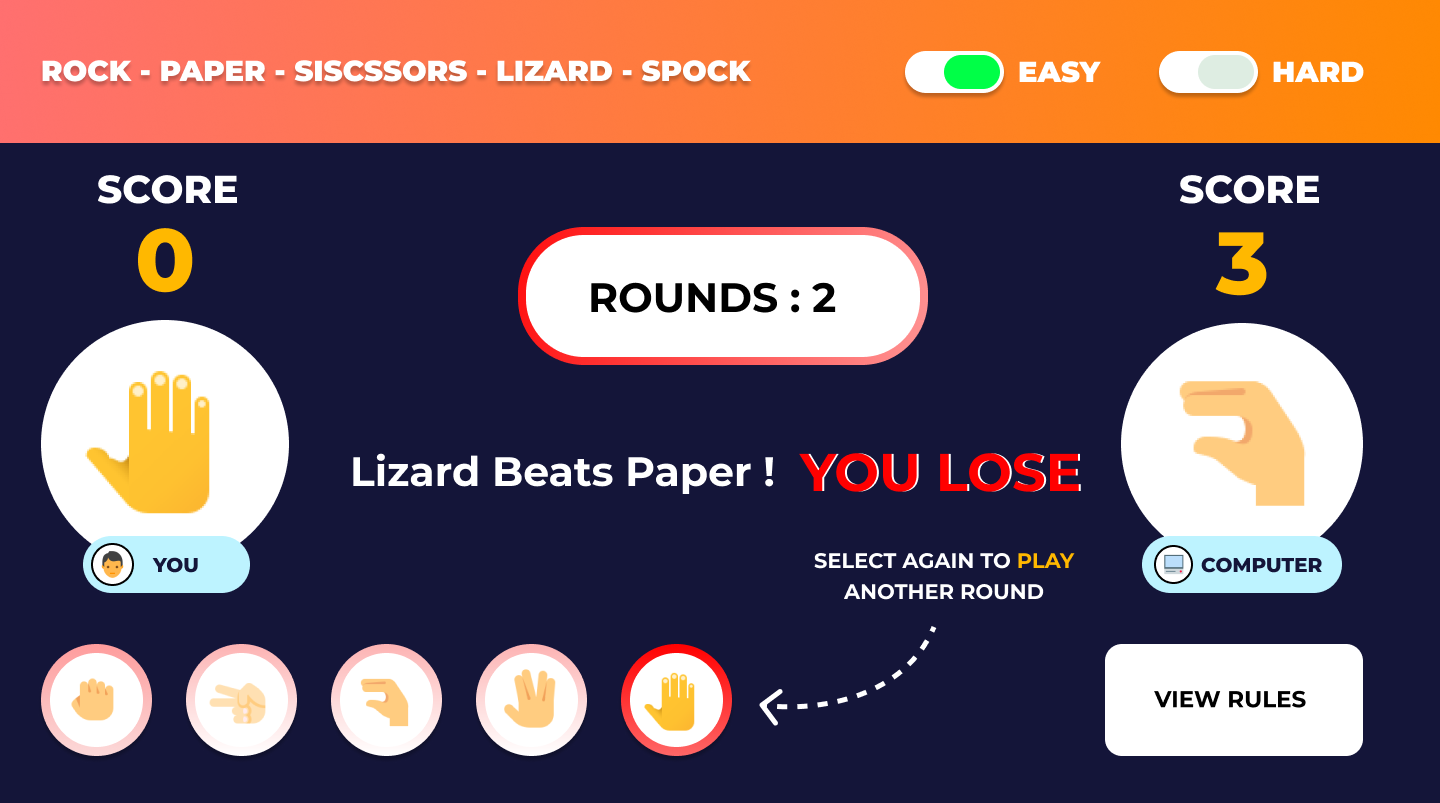 ROCK - PAPER - SISCSSORS - LIZARD - SPOCK
EASY
HARD
SCORE
0
SCORE
3
ROUNDS : 2
Lizard Beats Paper !
YOU LOSE
YOU
COMPUTER
SELECT AGAIN TO PLAY
ANOTHER ROUND
VIEW RULES